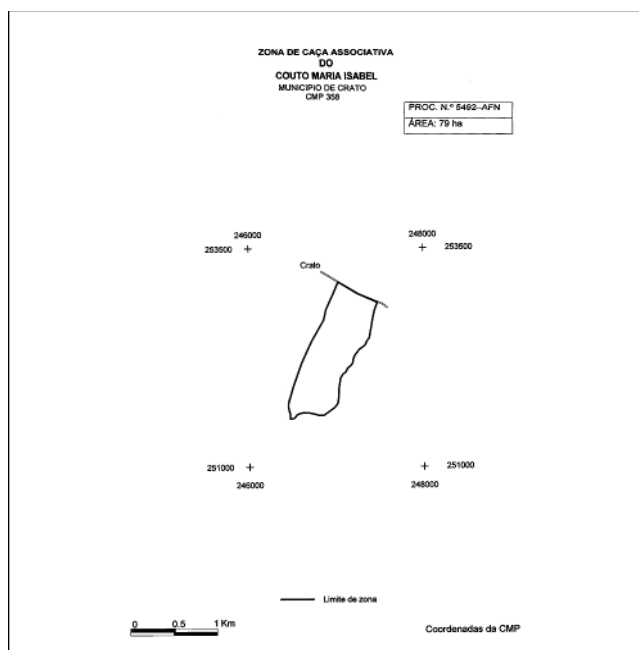 ZONA DE CAÇA ASSOCIATIVA
DO
COUTO MARIA ISABEL
MUNICIPIO DE CRATO
CMP 358
PROC. N.º 5492-AFN
ÁREA: 79 ha
246000
248000
253500
253500
Crato
251000
251000
246000
248000
Limite de zona
0 0.5 1 Km
Coordenadas da CMP